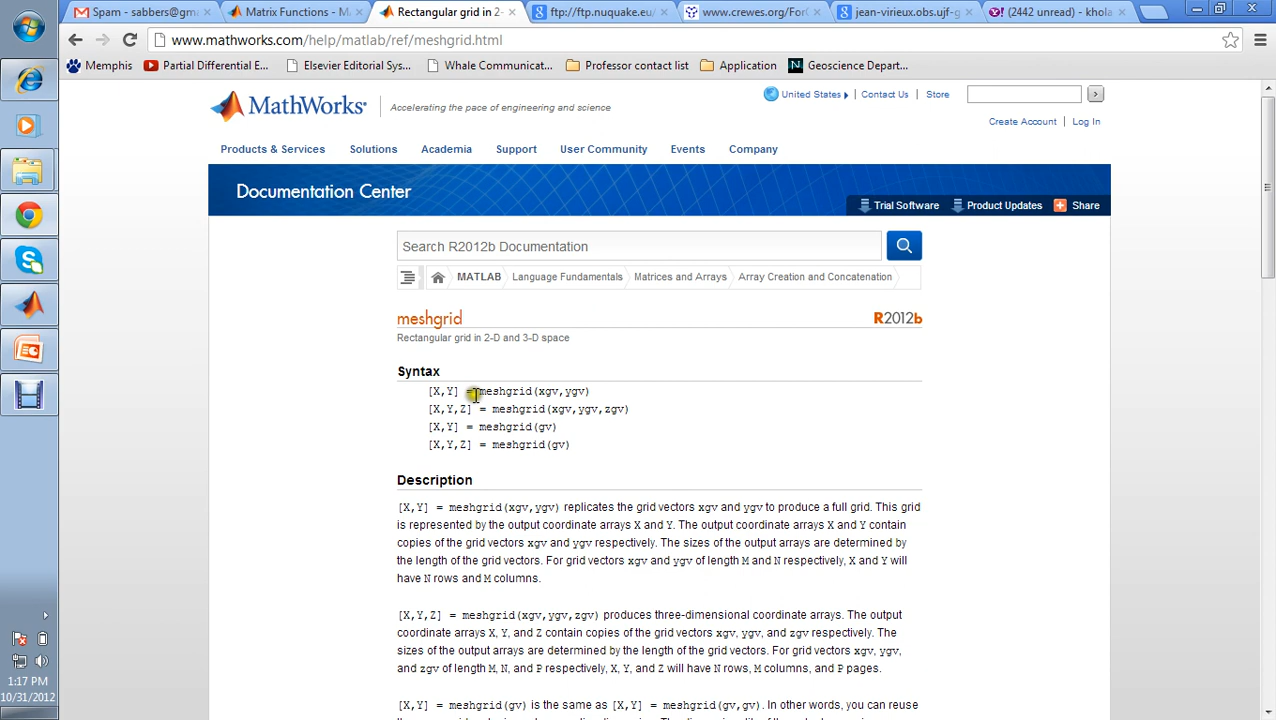 Spam - sabbers@gma
Matrix Functions - M
Rectangular grid in 2-
ftp://ftp.nuquake.eu/
www.crewes.org/For
jean-virieux.obs.ujf-g
(2442 unread) - khola
www.mathworks.com/help/matlab/ref/meshgrid.html
Memphis
Partial Differential E...
Elsevier Editorial Sys...
Whale Communicat...
Professor contact list
Application
Geoscience Depart...
MathWorks®
Accelerating the pace of engineering and science
United States
Contact Us
Store
Create Account
Log In
Products & Services
Solutions
Academia
Support
User Community
Events
Company
Documentation Center
Trial Software
Product Updates
Share
Search R2012b Documentation
MATLAB
Language Fundamentals
Matrices and Arrays
Array Creation and Concatenation
meshgrid
R2012b
Rectangular grid in 2-D and 3-D space
Syntax
[X,Y] = meshgrid(xgv,ygv)
[X,Y,Z] = meshgrid(xgv,ygv,zgv)
[X,Y] = meshgrid(gv)
[X,Y,Z] = meshgrid(gv)
Description
[X,Y] = meshgrid(xgv,ygv) replicates the grid vectors xgv and ygv to produce a full grid. This grid
is represented by the output coordinate arrays X and Y. The output coordinate arrays X and Y contain
copies of the grid vectors xgv and ygv respectively. The sizes of the output arrays are determined by
the length of the grid vectors. For grid vectors xgv and ygv of length M and N respectively, X and Y will
have N rows and M columns.
[X,Y,Z] = meshgrid(xgv,ygv,zgv) produces three-dimensional coordinate arrays. The output
coordinate arrays X, Y, and Z contain copies of the grid vectors xgv, ygv, and zgv respectively. The
sizes of the output arrays are determined by the length of the grid vectors. For grid vectors xgv, ygv,
and zgv of length M, N, and P respectively, X, Y, and Z will have N rows, M columns, and P pages.
[X,Y] = meshgrid(gv) is the same as [X,Y] = meshgrid(gv,gv). In other words, you can reuse
1:17 PM
10/31/2012